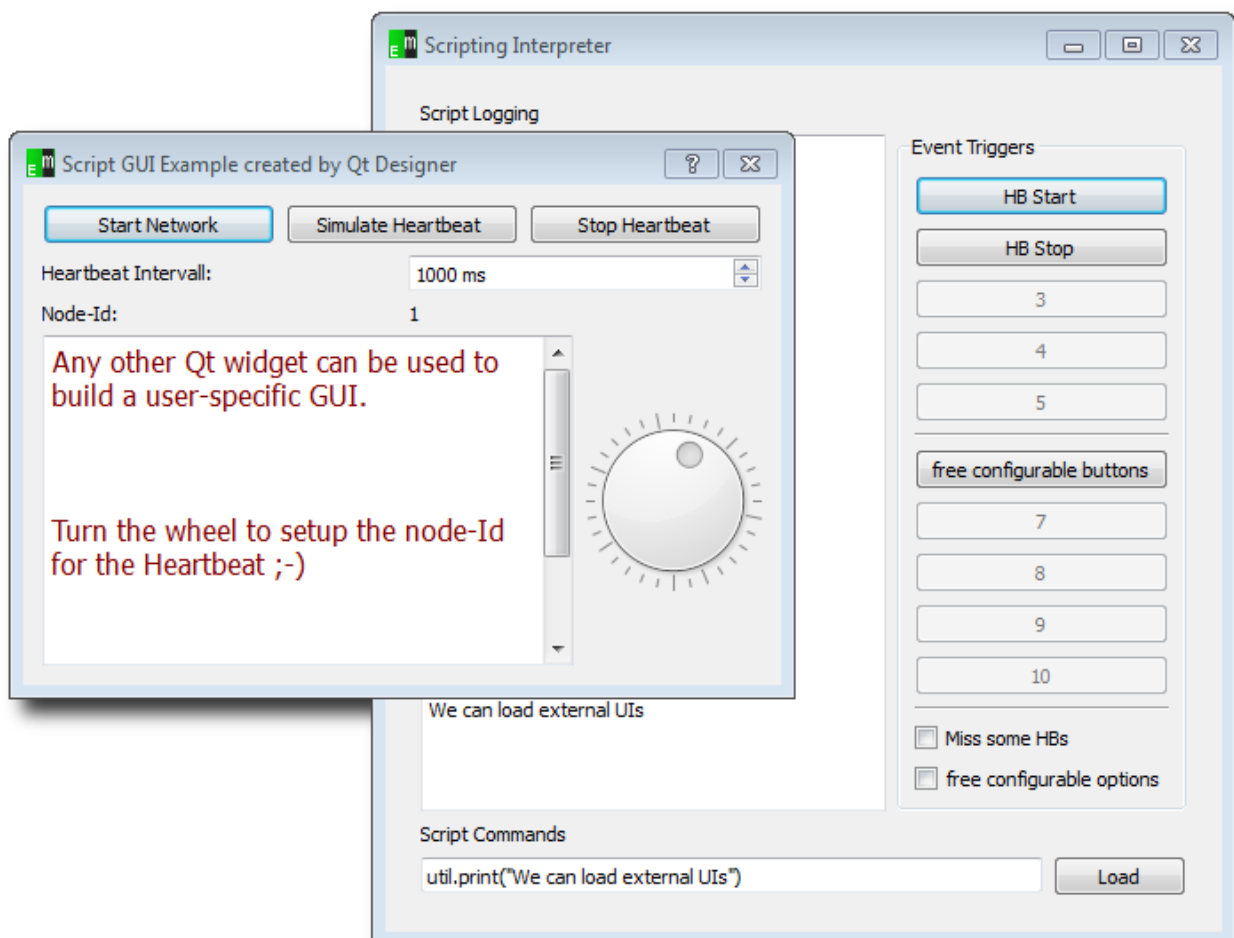 Em Scripting Interpreter
Script Logging
Em Script GUI Example created by Qt Designer
Start Network Simulate Heartbeat Stop Heartbeat
Heartbeat Intervall: 1000 ms
Node-Id: 1
Any other Qt widget can be used to
build a user-specific GUI.
Turn the wheel to setup the node-Id
for the Heartbeat ;-)
We can load external UIs
Event Triggers
HB Start
HB Stop
3
4
5
free configurable buttons
7
8
9
10
Miss some HBs
free configurable options
Script Commands
util.print("We can load external UIs") Load